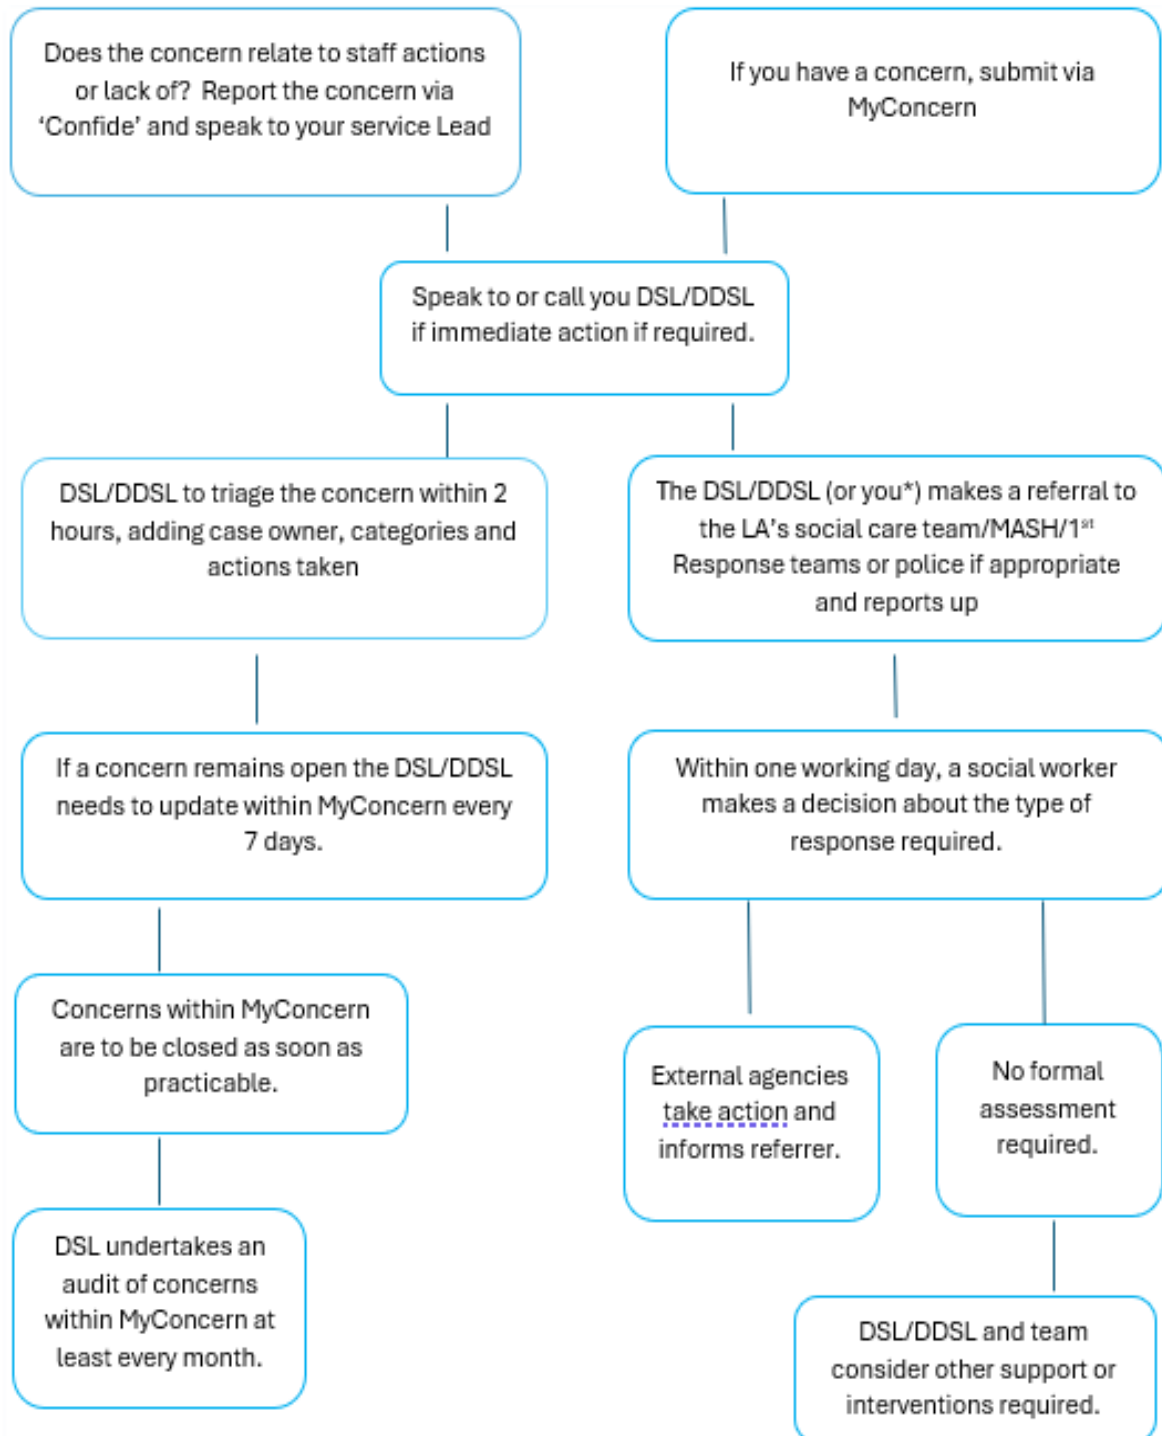 Does the concern relate to staff actions
or lack of? Report the concern via
‘Confide’ and speak to your service Lead
If you have a concern, submit via
MyConcern
Speak to or call you DSL/DDSL
if immediate action if required.
DSL/DDSL to triage the concern within 2
hours, adding case owner, categories and
actions taken
The DSL/DDSL (or you*) makes a referral to
the LA’s social care team/MASH/1st
Response teams or police if appropriate
and reports up
If a concern remains open the DSL/DDSL
needs to update within MyConcern every
7 days.
Within one working day, a social worker
makes a decision about the type of
response required.
Concerns within MyConcern
are to be closed as soon as
practicable.
External agencies
take action and
informs referrer.
No formal
assessment
required.
DSL undertakes an
audit of concerns
within MyConcern at
least every month.
DSL/DDSL and team
consider other support or
interventions required.